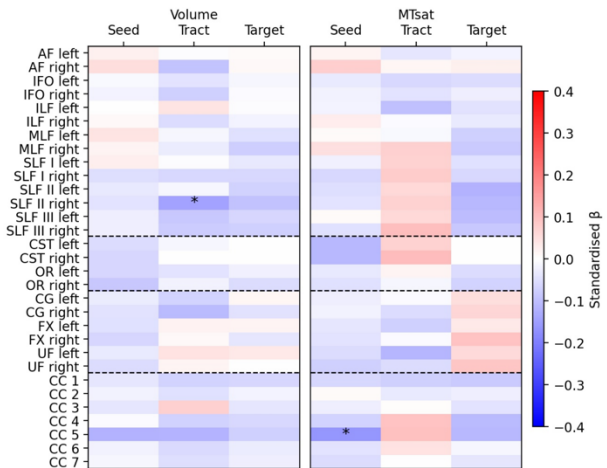 Volume MTsat
Seed Tract Target Seed Tract Target
AF left
AF right
IFO left
IFO right
ILF left
ILF right
MLF left
MLF right
SLF I left
SLF I right
SLF II left
SLF II right
SLF III left
SLF III right
CST left
CST right
OR left
OR right
CG left
CG right
FX left
FX right
UF left
UF right
CC 1
CC 2
CC 3
CC 4
CC 5
CC 6
CC 7
*
*
0.4
0.3
0.2
0.1
0.0
−0.1
−0.2
−0.3
−0.4
Standardised β